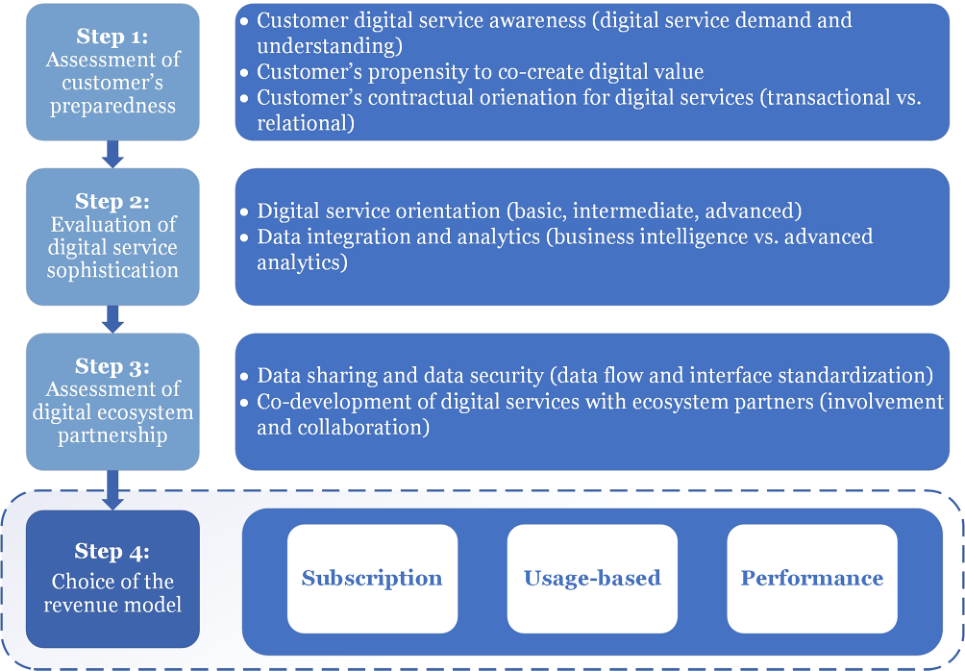 Step 1:
Assessment of
customer's
preparedness
• Customer digital service awareness (digital service demand and
understanding)
• Customer's propensity to co-create digital value
• Customer's contractual orienation for digital services (transactional vs.
relational)
Step 2:
Evaluation of
digital service
sophistication
• Digital service orientation (basic, intermediate, advanced)
• Data integration and analytics (business intelligence vs. advanced
analytics)
Step 3:
Assessment of
digital ecosystem
partnership
• Data sharing and data security (data flow and interface standardization)
• Co-development of digital services with ecosystem partners (involvement
and collaboration)
Step 4:
Choice of the
revenue model
Subscription
Usage-based
Performance